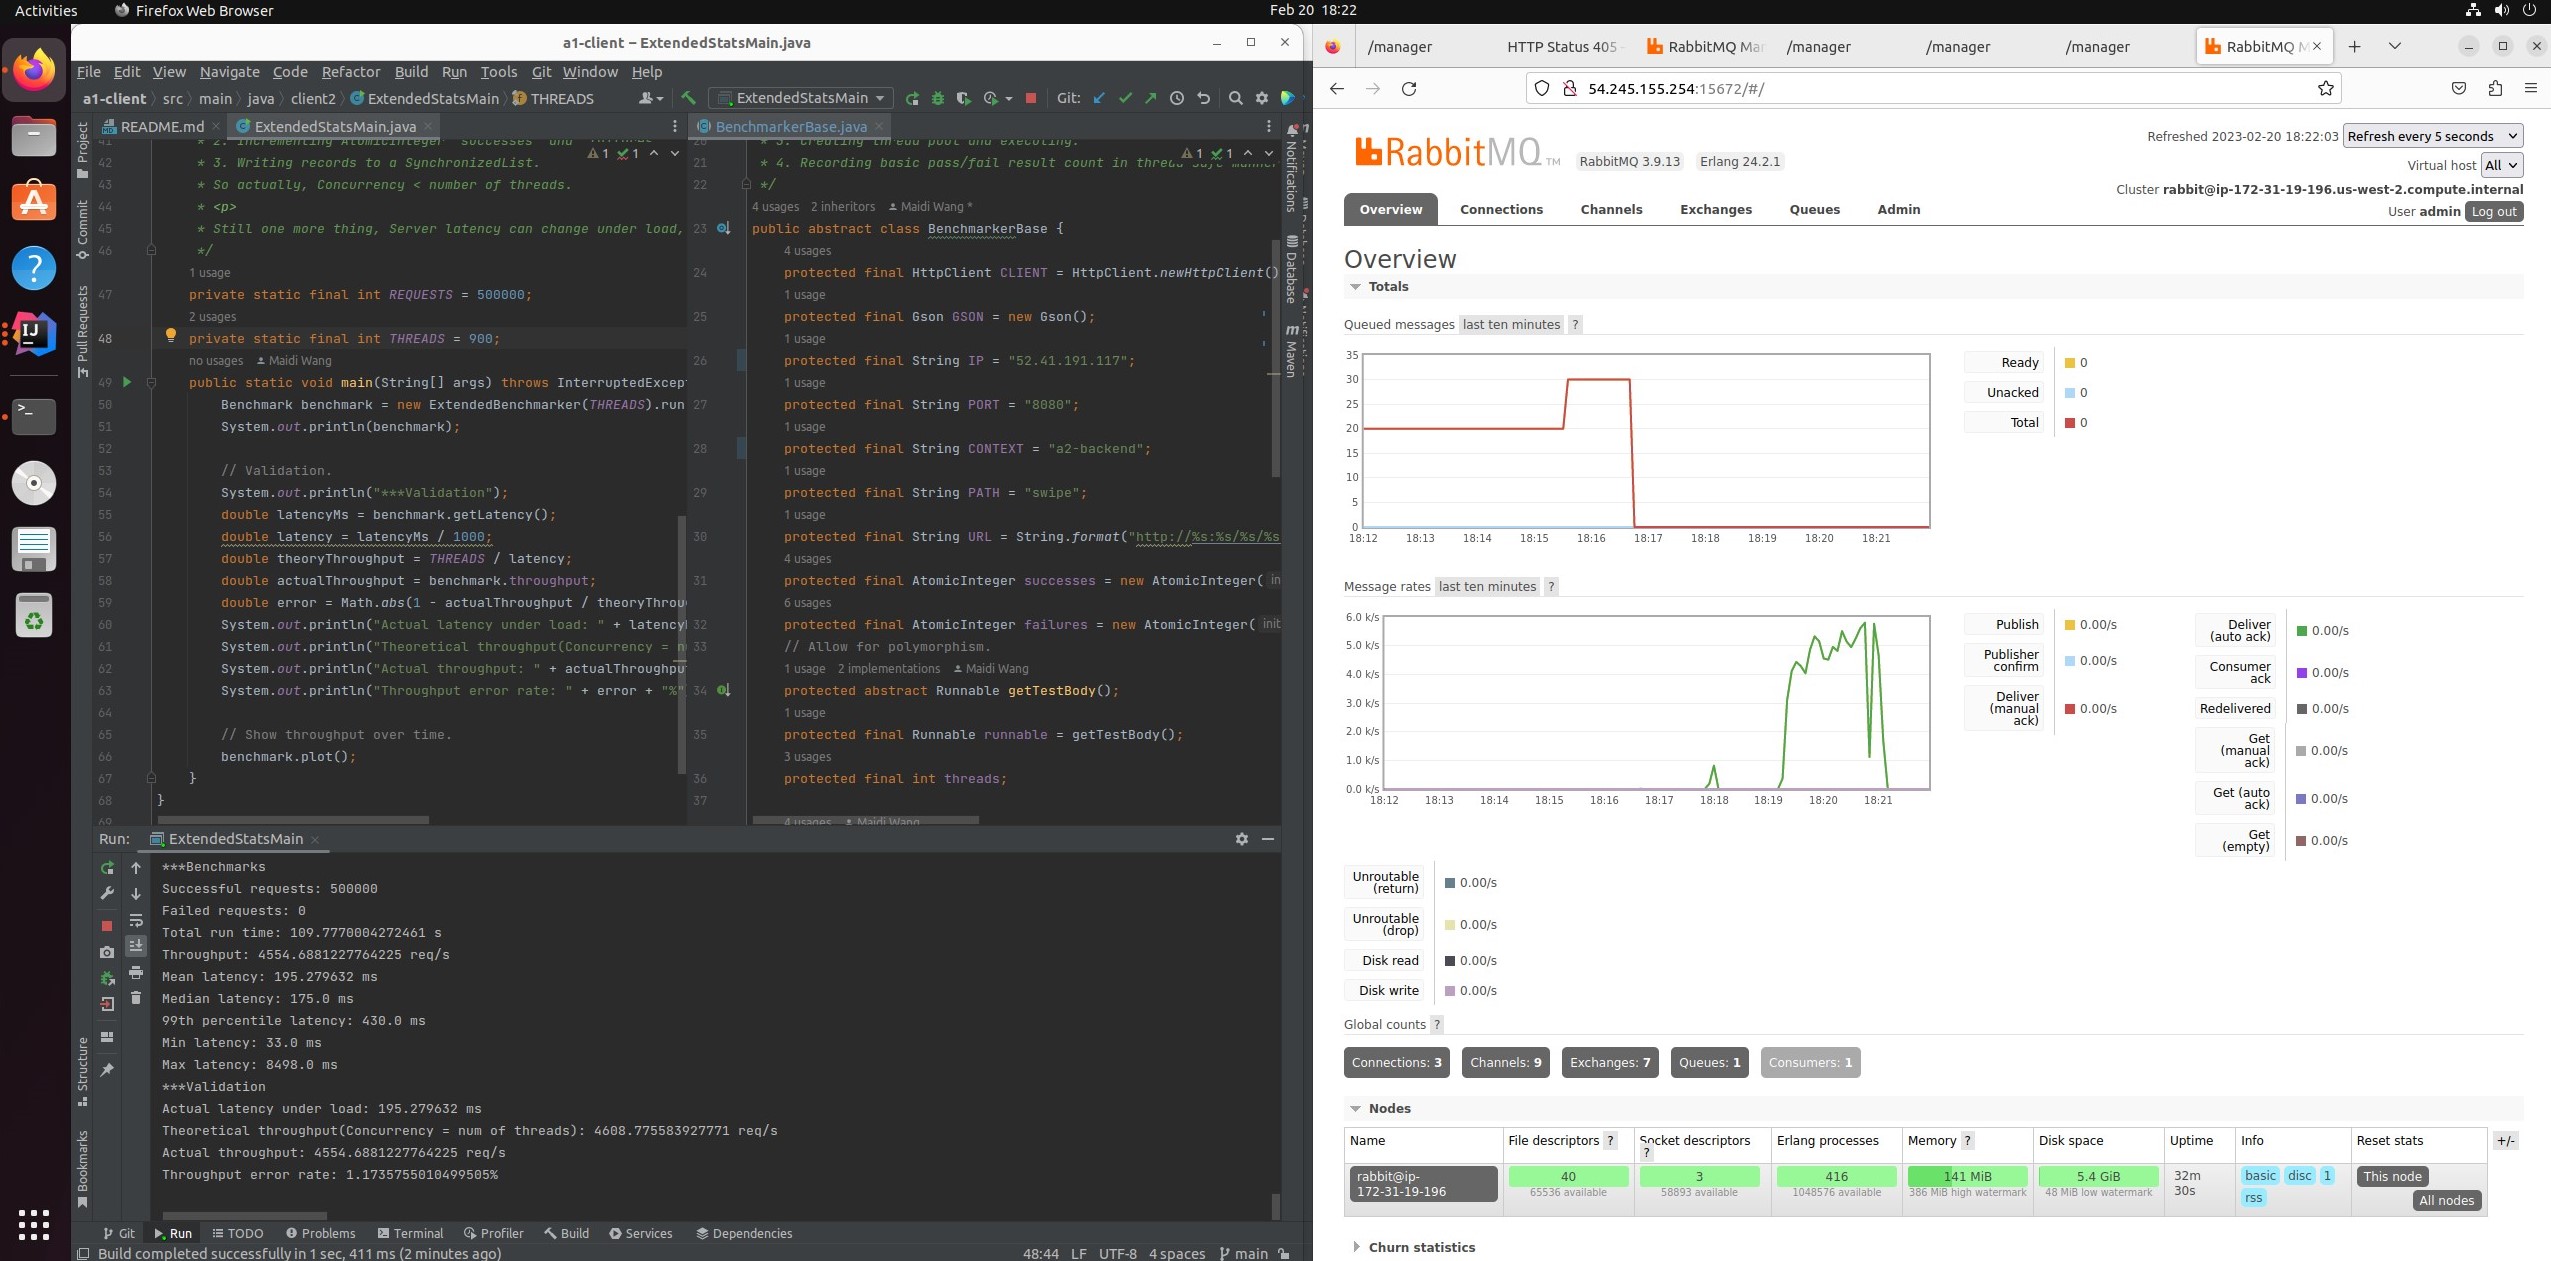 Activities
Firefox Web Browser
Feb 20 18:22
a1-client – ExtendedStatsMain.java
File Edit View Navigate Code Refactor Build Run Tools Git Window Help
a1-client src main java client2 ExtendedStatsMain THREADS
ExtendedStatsMain
Git:
README.md
ExtendedStatsMain.java
Project
Commit
Pull Requests
Structure
Bookmarks
1 1
42 * 3. Writing records to a SynchronizedList.
43 * So actually, Concurrency < number of threads.
44 * <p>
45 * Still one more thing, Server latency can change under load,
46 */
1 usage
47 private static final int REQUESTS = 500000;
2 usages
48 private static final int THREADS = 900;
no usages Maidi Wang
49 public static void main(String[] args) throws InterruptedExcep
50 Benchmark benchmark = new ExtendedBenchmarker(THREADS).run
51 System.out.println(benchmark);
52
53 // Validation.
54 System.out.println("***Validation");
55 double latencyMs = benchmark.getLatency();
56 double latency = latencyMs / 1000;
57 double theoryThroughput = THREADS / latency;
58 double actualThroughput = benchmark.throughput;
59 double error = Math.abs(1 - actualThroughput / theoryThrou
60 System.out.println("Actual latency under load: " + latency
61 System.out.println("Theoretical throughput(Concurrency =
62 System.out.println("Actual throughput: " + actualThroughpu
63 System.out.println("Throughput error rate: " + error + "%"
64
65 // Show throughput over time.
66 benchmark.plot();
67 }
68 }
69
BenchmarkerBase.java
1 1
21 * 4. Recording basic pass/fail result count in
22 */
4 usages 2 inheritors Maidi Wang *
23 public abstract class BenchmarkerBase {
4 usages
24 protected final HttpClient CLIENT = HttpClient.newHttpClient()
1 usage
25 protected final Gson GSON = new Gson();
1 usage
26 protected final String IP = "52.41.191.117";
1 usage
27 protected final String PORT = "8080";
1 usage
28 protected final String CONTEXT = "a2-backend";
1 usage
29 protected final String PATH = "swipe";
1 usage
30 protected final String URL = String.format("http://%s:%s/%s/%s
4 usages
31 protected final AtomicInteger successes = new AtomicInteger( in
6 usages
32 protected final AtomicInteger failures = new AtomicInteger( init
33 // Allow for polymorphism.
1 usage 2 implementations Maidi Wang
34 protected abstract Runnable getTestBody();
1 usage
35 protected final Runnable runnable = getTestBody();
3 usages
36 protected final int threads;
37
4 usages Maidi Wang
Notifications
Database
Maven
Run: ExtendedStatsMain
***Benchmarks
Successful requests: 500000
Failed requests: 0
Total run time: 109.7770004272461 s
Throughput: 4554.6881227764225 req/s
Mean latency: 195.279632 ms
Median latency: 175.0 ms
99th percentile latency: 430.0 ms
Min latency: 33.0 ms
Max latency: 8498.0 ms
***Validation
Actual latency under load: 195.279632 ms
Theoretical throughput(Concurrency = num of threads): 4608.775583927771 req/s
Actual throughput: 4554.6881227764225 req/s
Throughput error rate: 1.1735755010499505%
Git Run TODO Problems Terminal Profiler Build Services Dependencies
Build completed successfully in 1 sec, 411 ms (2 minutes ago)
48:44 LF UTF-8 4 spaces main
/manager
HTTP Status 405
RabbitMQ Ma
/manager
/manager
/manager
RabbitMQ M
54.245.155.254:15672/#/
RabbitMQ TM
RabbitMQ 3.9.13
Erlang 24.2.1
Refreshed 2023-02-20 18:22:03
Refresh every 5 seconds
Virtual host All
Cluster rabbit@ip-172-31-19-196.us-west-2.compute.internal
User admin Log out
Overview Connections Channels Exchanges Queues Admin
Overview
Totals
Queued messages last ten minutes ?
35
30
25
20
15
10
5
0
18:12 18:13 18:14 18:15 18:16 18:17 18:18 18:19 18:20 18:21
Ready 0
Unacked 0
Total 0
Message rates last ten minutes ?
6.0 k/s
5.0 k/s
4.0 k/s
3.0 k/s
2.0 k/s
1.0 k/s
0.0 k/s
18:12 18:13 18:14 18:15 18:16 18:17 18:18 18:19 18:20 18:21
Publish 0.00/s
Publisher confirm 0.00/s
Deliver (manual ack) 0.00/s
Deliver (auto ack) 0.00/s
Consumer ack 0.00/s
Redelivered 0.00/s
Get (manual ack) 0.00/s
Get (auto ack) 0.00/s
Get (empty) 0.00/s
Unroutable (return) 0.00/s
Unroutable (drop) 0.00/s
Disk read 0.00/s
Disk write 0.00/s
Global counts ?
Connections: 3 Channels: 9 Exchanges: 7 Queues: 1 Consumers: 1
Nodes
Name File descriptors ? Socket descriptors ? Erlang processes Memory ? Disk space Uptime Info Reset stats +/-
rabbit@ip-172-31-19-196
40
65536 available
3
58893 available
416
1048576 available
141 MiB
386 MiB high watermark
5.4 GiB
48 MiB low watermark
32m 30s
basic disc 1 rss
This node
All nodes
Churn statistics